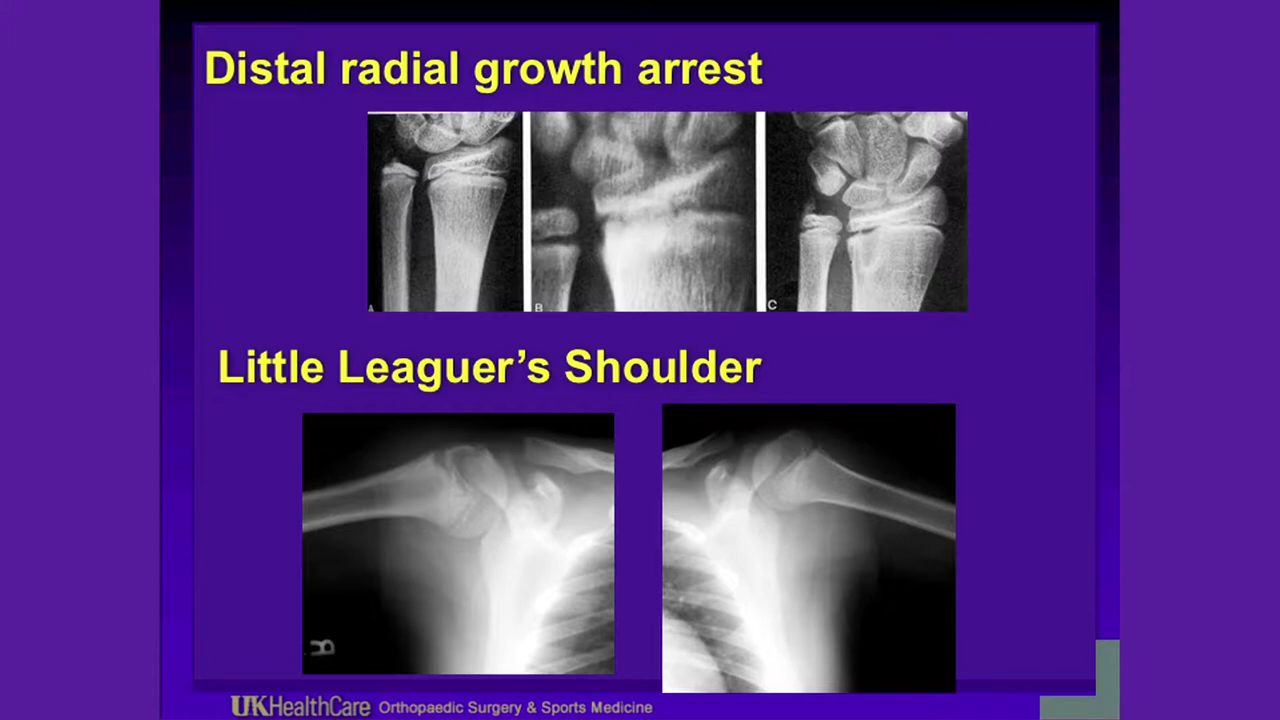 Distal radial growth arrest
A B C
Little Leaguer's Shoulder
R
UKHealthCare Orthopaedic Surgery & Sports Medicine